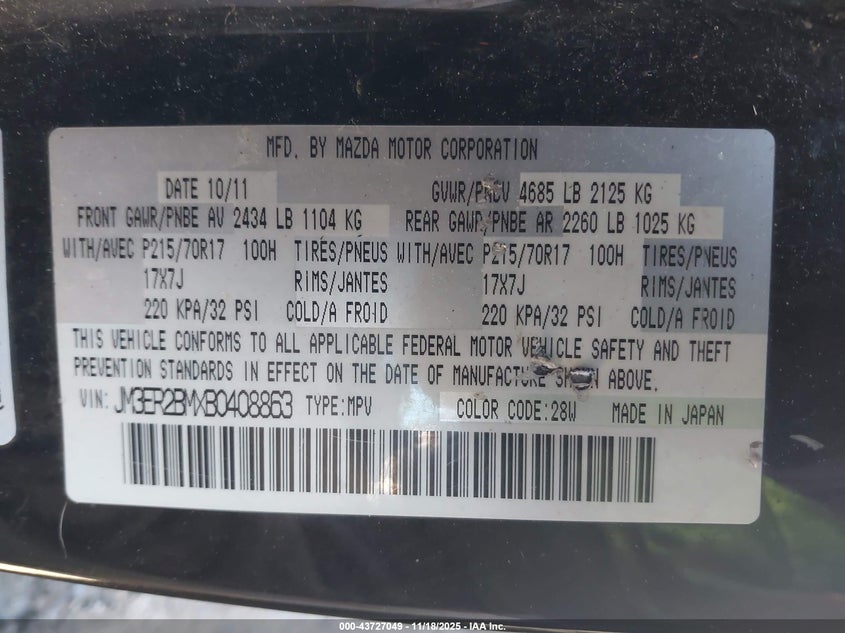 MFD. BY MAZDA MOTOR CORPORATION
DATE 10/11 GVWR/PNBV 4685 LB 2125 KG
FRONT GAWR/PNBE AV 2434 LB 1104 KG REAR GAWR/PNBE AR 2260 LB 1025 KG
WITH/AVEC P215/70R17 100H TIRES/PNEUS WITH/AVEC P215/70R17 100H TIRES/PNEUS
17X7J RIMS/JANTES 17X7J RIMS/JANTES
220 KPA/32 PSI COLD/A FROID 220 KPA/32 PSI COLD/A FROID
THIS VEHICLE CONFORMS TO ALL APPLICABLE FEDERAL MOTOR VEHICLE SAFETY AND THEFT
PREVENTION STANDARDS IN EFFECT ON THE DATE OF MANUFACTURE SHOWN ABOVE.
VIN: JM3ER2BMXB0408863 TYPE:MPV COLOR CODE:28W MADE IN JAPAN
000-43727049 - 11/18/2025 - IAA Inc.